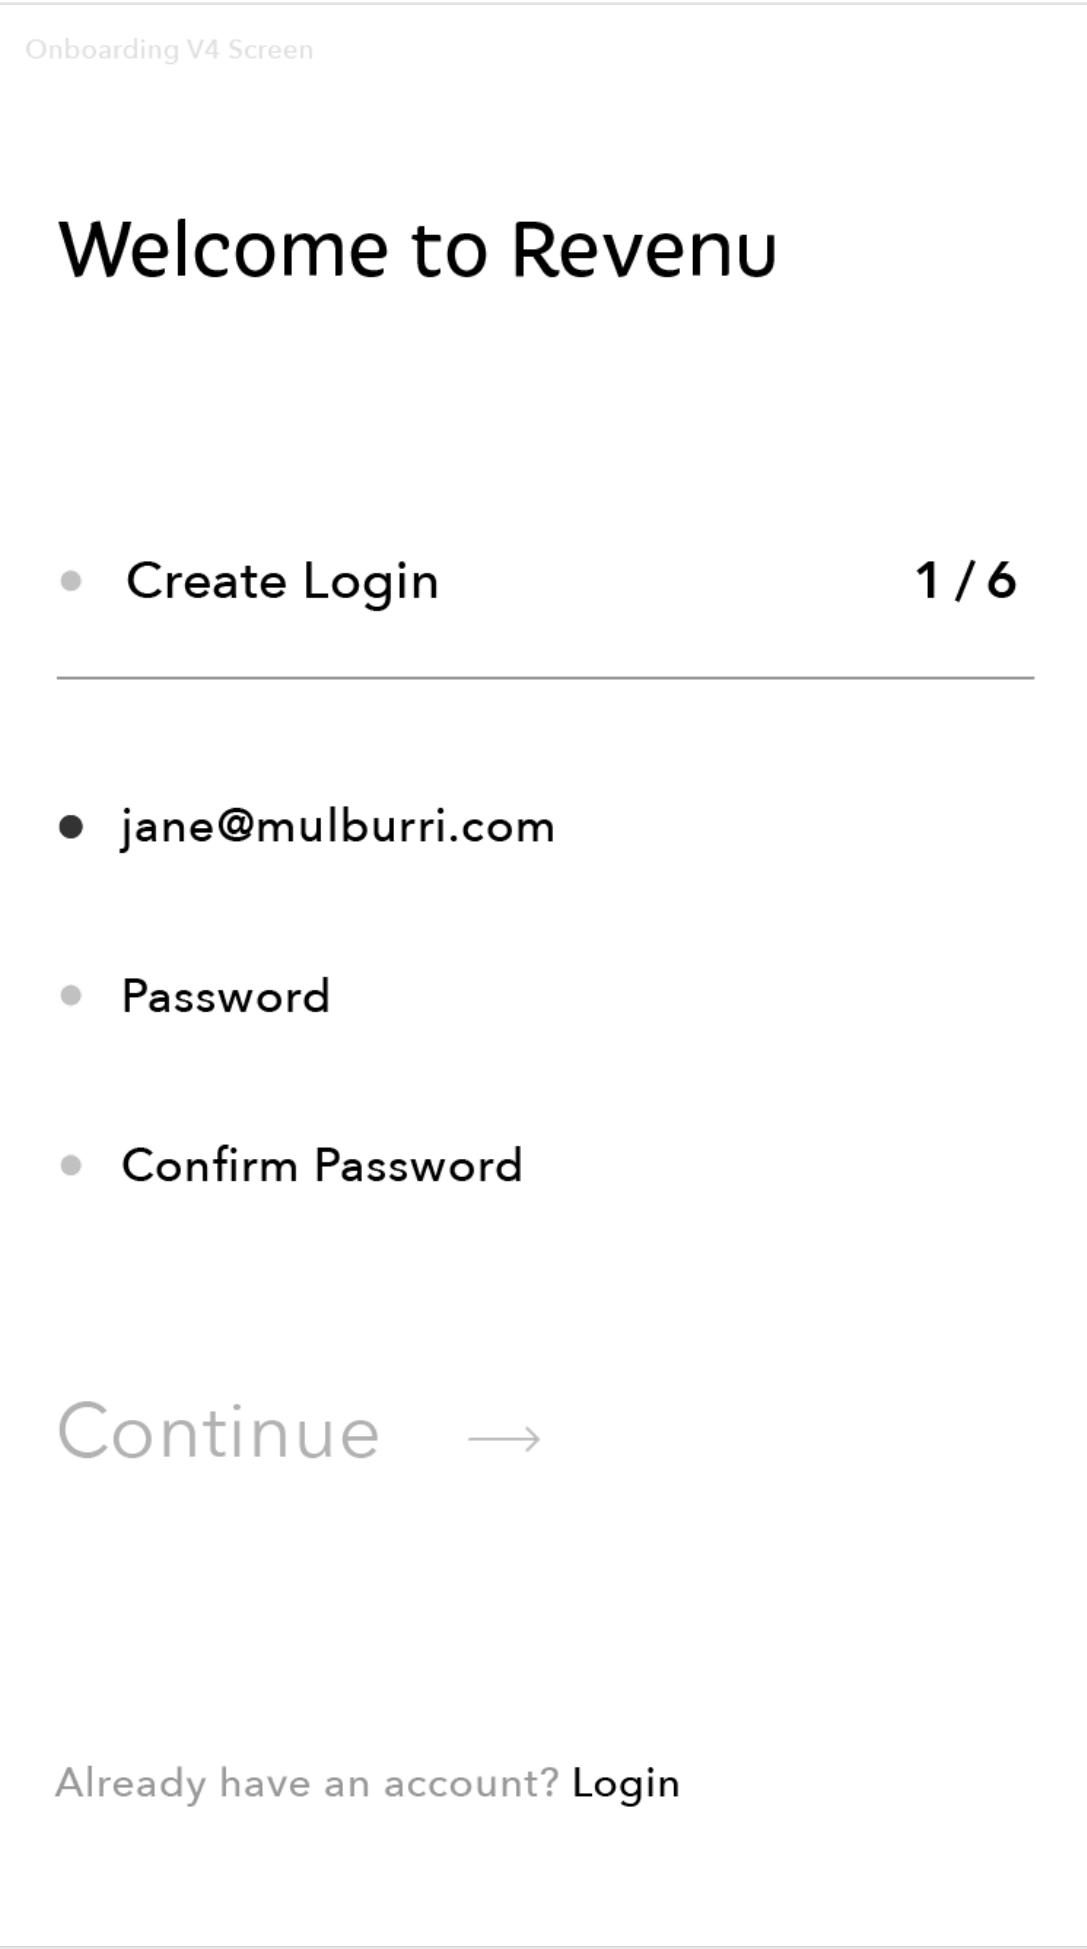 Onboarding V4 Screen
Welcome to Revenu
Create Login 1 / 6
jane@mulburri.com
Password
Confirm Password
Continue →
Already have an account? Login